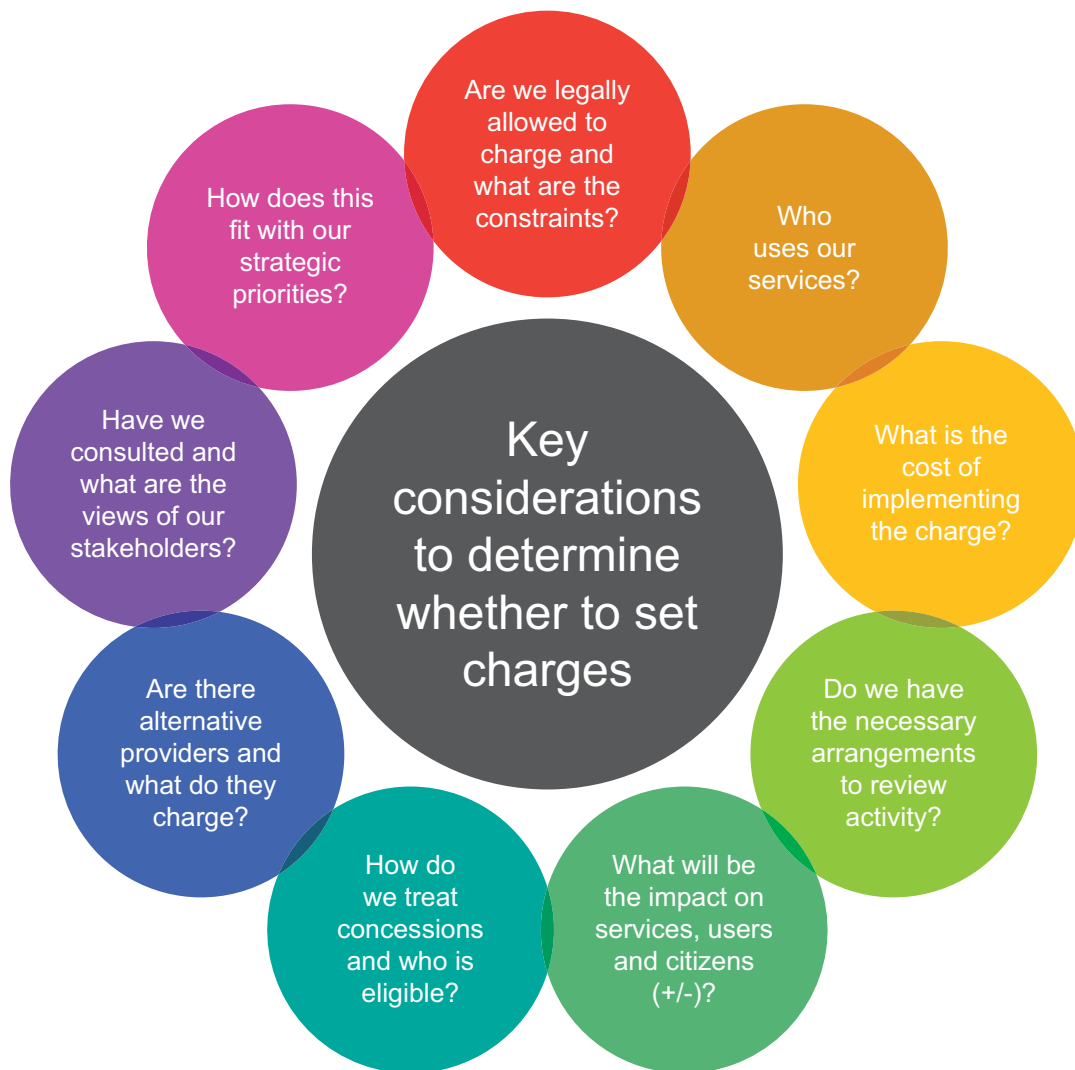 Are we legally
allowed to
charge and
what are the
constraints?
Who
uses our
services?
What is the
cost of
implementing
the charge?
Do we have
the necessary
arrangements
to review
activity?
What will be
the impact on
services, users
and citizens
(+/-)?
How do
we treat
concessions
and who is
eligible?
Are there
alternative
providers and
what do they
charge?
Have we
consulted and
what are the
views of our
stakeholders?
How does this
fit with our
strategic
priorities?
Key
considerations
to determine
whether to set
charges